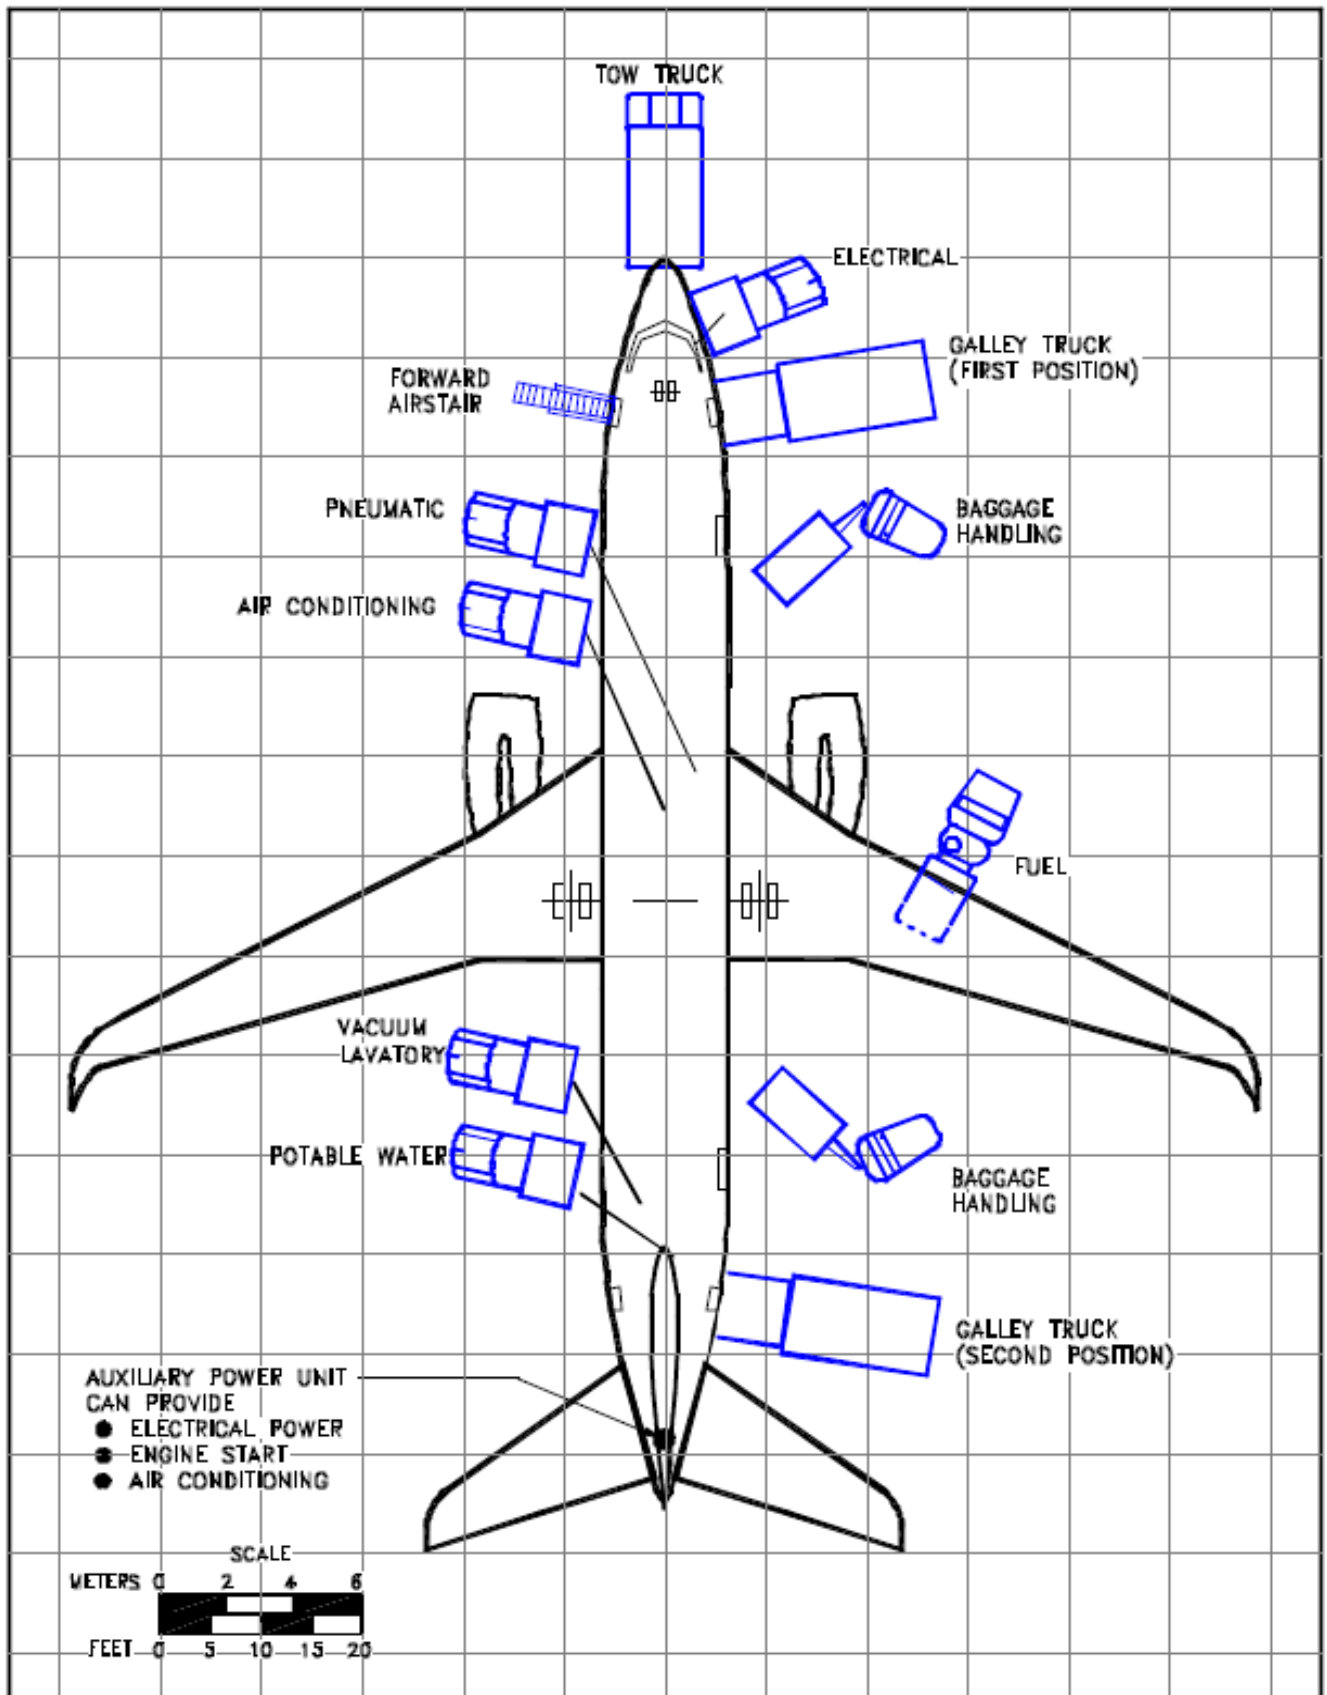 TOW TRUCK
ELECTRICAL
GALLEY TRUCK
(FIRST POSITION)
FORWARD
AIRSTAIR
PNEUMATIC
BAGGAGE
HANDLING
AIR CONDITIONING
FUEL
VACUUM
LAVATORY
POTABLE WATER
BAGGAGE
HANDLING
GALLEY TRUCK
(SECOND POSITION)
AUXILIARY POWER UNIT
CAN PROVIDE
● ELECTRICAL POWER
● ENGINE START
● AIR CONDITIONING
SCALE
METERS 0 2 4 6
FEET 0 5 10 15 20